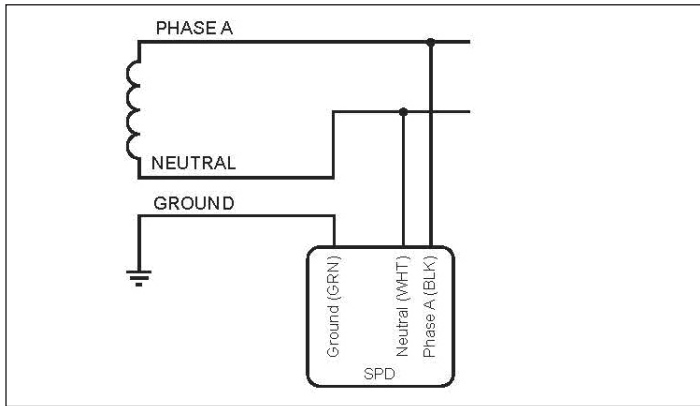 PHASE A
NEUTRAL
GROUND
Ground (GRN)
Neutral (WHT)
Phase A (BLK)
SPD